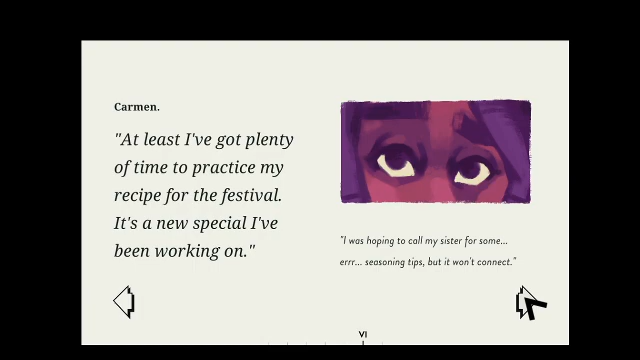 Carmen.
"At least I've got plenty
of time to practice my
recipe for the festival.
It's a new special I've
been working on."
"I was hoping to call my sister for some...
errr... seasoning tips, but it won't connect."
VI